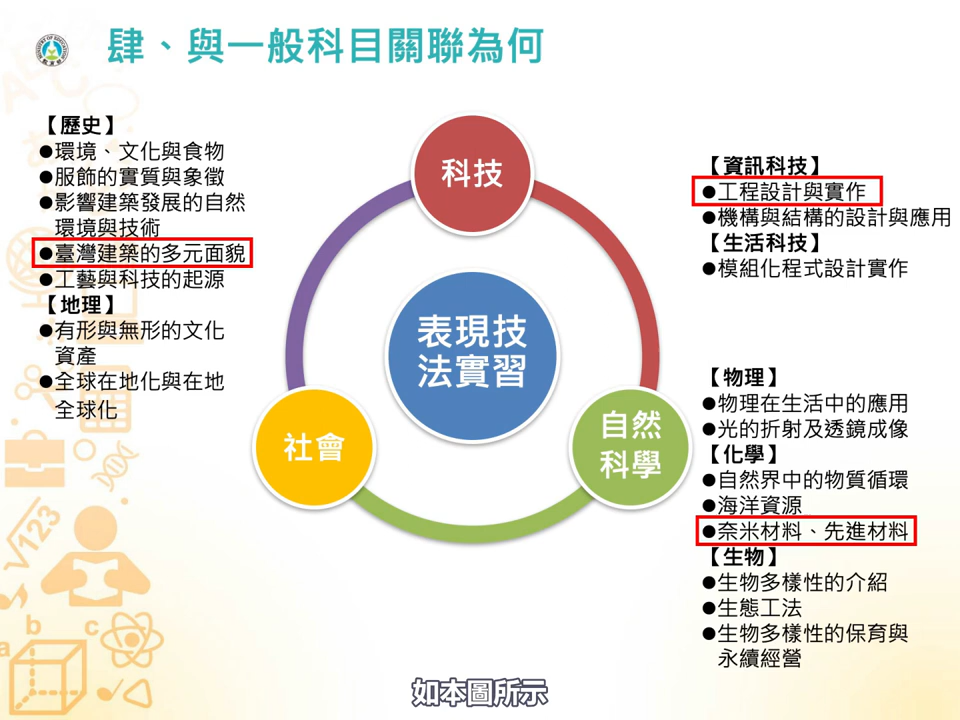 肆、與一般科目關聯為何
【歷史】
●環境、文化與食物
●服飾的實質與象徵
●影響建築發展的自然
環境與技術
●臺灣建築的多元面貌
●工藝與科技的起源
【地理】
●有形與無形的文化
資產
●全球在地化與在地
全球化
科技
表現技
法實習
社會
自然
科學
【資訊科技】
●工程設計與實作
●機構與結構的設計與應用
【生活科技】
●模組化程式設計實作
【物理】
●物理在生活中的應用
●光的折射及透鏡成像
【化學】
●自然界中的物質循環
●海洋資源
●奈米材料、先進材料
【生物】
●生物多樣性的介紹
●生態工法
●生物多樣性的保育與
永續經營
√123
a
b
c
如本圖所示